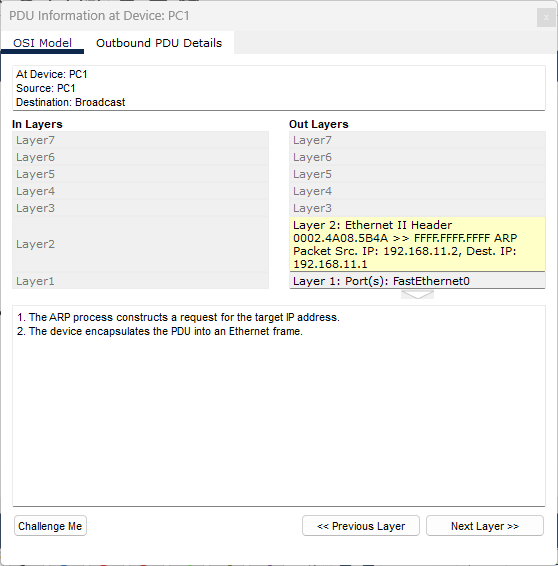 PDU Information at Device: PC1
x
OSI Model Outbound PDU Details
At Device: PC1
Source: PC1
Destination: Broadcast
In Layers
Layer7
Layer6
Layer5
Layer4
Layer3
Layer2
Layer1
Out Layers
Layer7
Layer6
Layer5
Layer4
Layer3
Layer 2: Ethernet II Header
0002.4A08.5B4A >> FFFF.FFFF.FFFF ARP
Packet Src. IP: 192.168.11.2, Dest. IP:
192.168.11.1
Layer 1: Port(s): FastEthernet0
1. The ARP process constructs a request for the target IP address.
2. The device encapsulates the PDU into an Ethernet frame.
Challenge Me << Previous Layer Next Layer >>